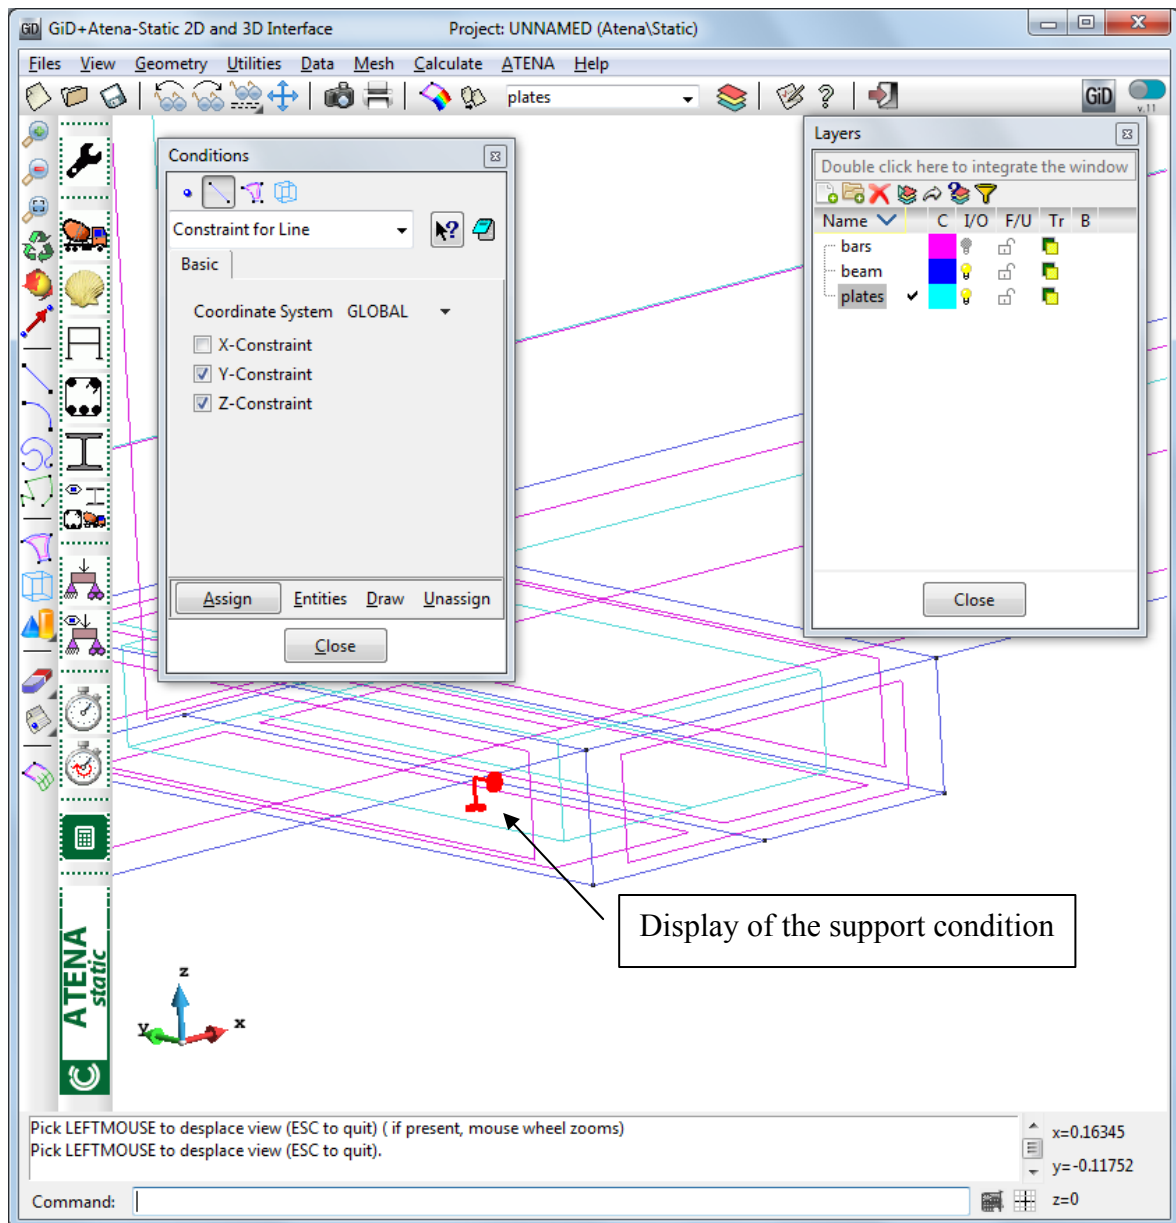 GiD GiD+Atena-Static 2D and 3D Interface Project: UNNAMED (Atena\Static)
Files View Geometry Utilities Data Mesh Calculate ATENA Help
plates GiD
v.11
Conditions
Constraint for Line
Basic
Coordinate System GLOBAL
X-Constraint
Y-Constraint
Z-Constraint
Assign Entities Draw Unassign
Close
Layers
Double click here to integrate the window
Name C I/O F/U Tr B
bars
beam
plates
Close
Display of the support condition
ATENA
static
z
y x
Pick LEFTMOUSE to desplace view (ESC to quit) ( if present, mouse wheel zooms)
Pick LEFTMOUSE to desplace view (ESC to quit).
x=0.16345
y=-0.11752
z=0
Command: